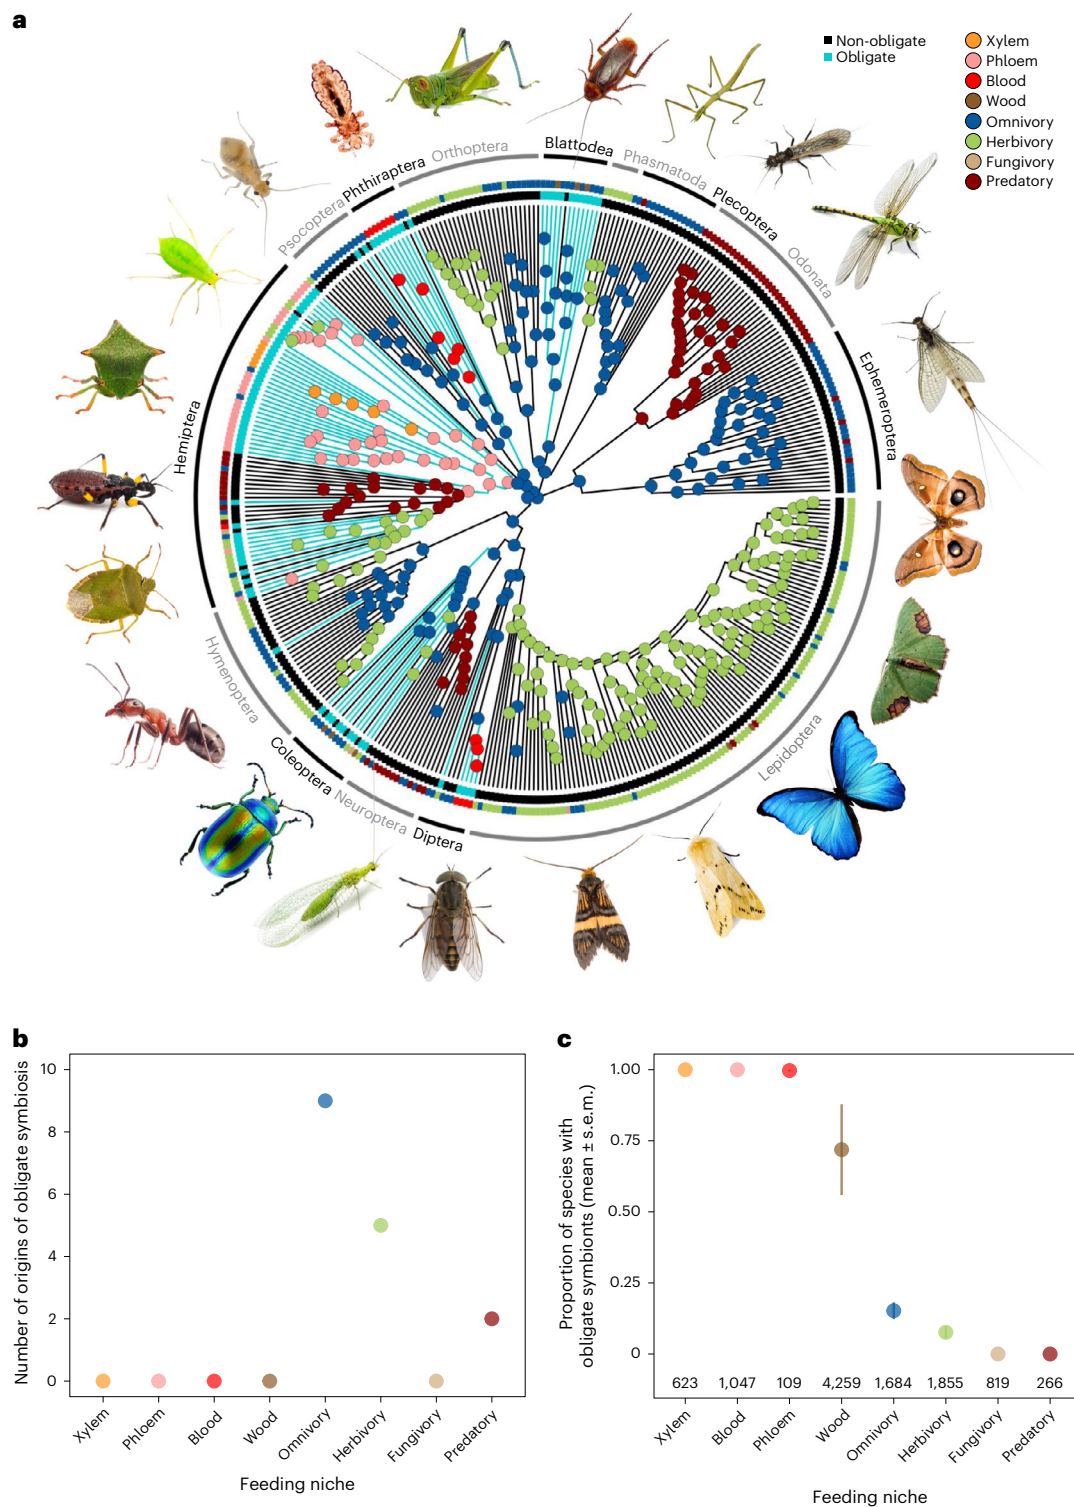 a
Non-obligate
Obligate
Xylem
Phloem
Blood
Wood
Omnivory
Herbivory
Fungivory
Predatory
Psocoptera
Phthiraptera
Orthoptera
Blattodea
Phasmatoda
Plecoptera
Odonata
Ephemeroptera
Hemiptera
Hymenoptera
Coleoptera
Neuroptera
Diptera
Lepidoptera
b
Number of origins of obligate symbiosis
10
8
6
4
2
0
Xylem
Phloem
Blood
Wood
Omnivory
Herbivory
Fungivory
Predatory
Feeding niche
c
Proportion of species with
obligate symbionts (mean ± s.e.m.)
1.00
0.75
0.50
0.25
0
623 1,047 109 4,259 1,684 1,855 819 266
Xylem
Blood
Phloem
Wood
Omnivory
Herbivory
Fungivory
Predatory
Feeding niche